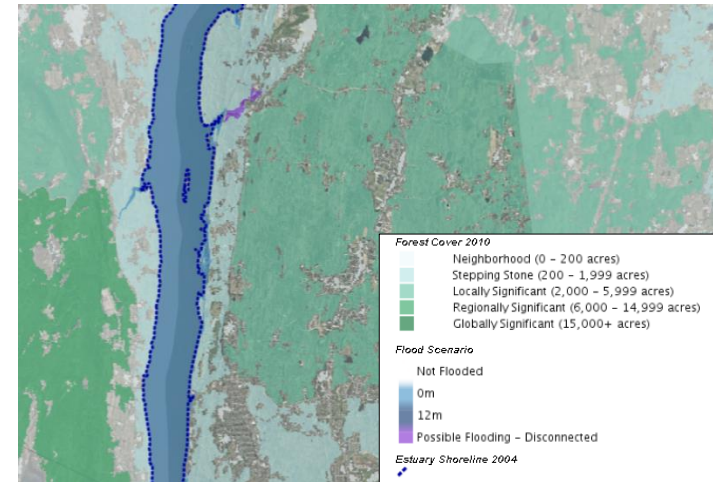 Forest Cover 2010
Neighborhood (0 - 200 acres)
Stepping Stone (200 - 1,999 acres)
Locally Significant (2,000 - 5,999 acres)
Regionally Significant (6,000 - 14,999 acres)
Globally Significant (15,000+ acres)
Flood Scenario
Not Flooded
0m
12m
Possible Flooding - Disconnected
Estuary Shoreline 2004